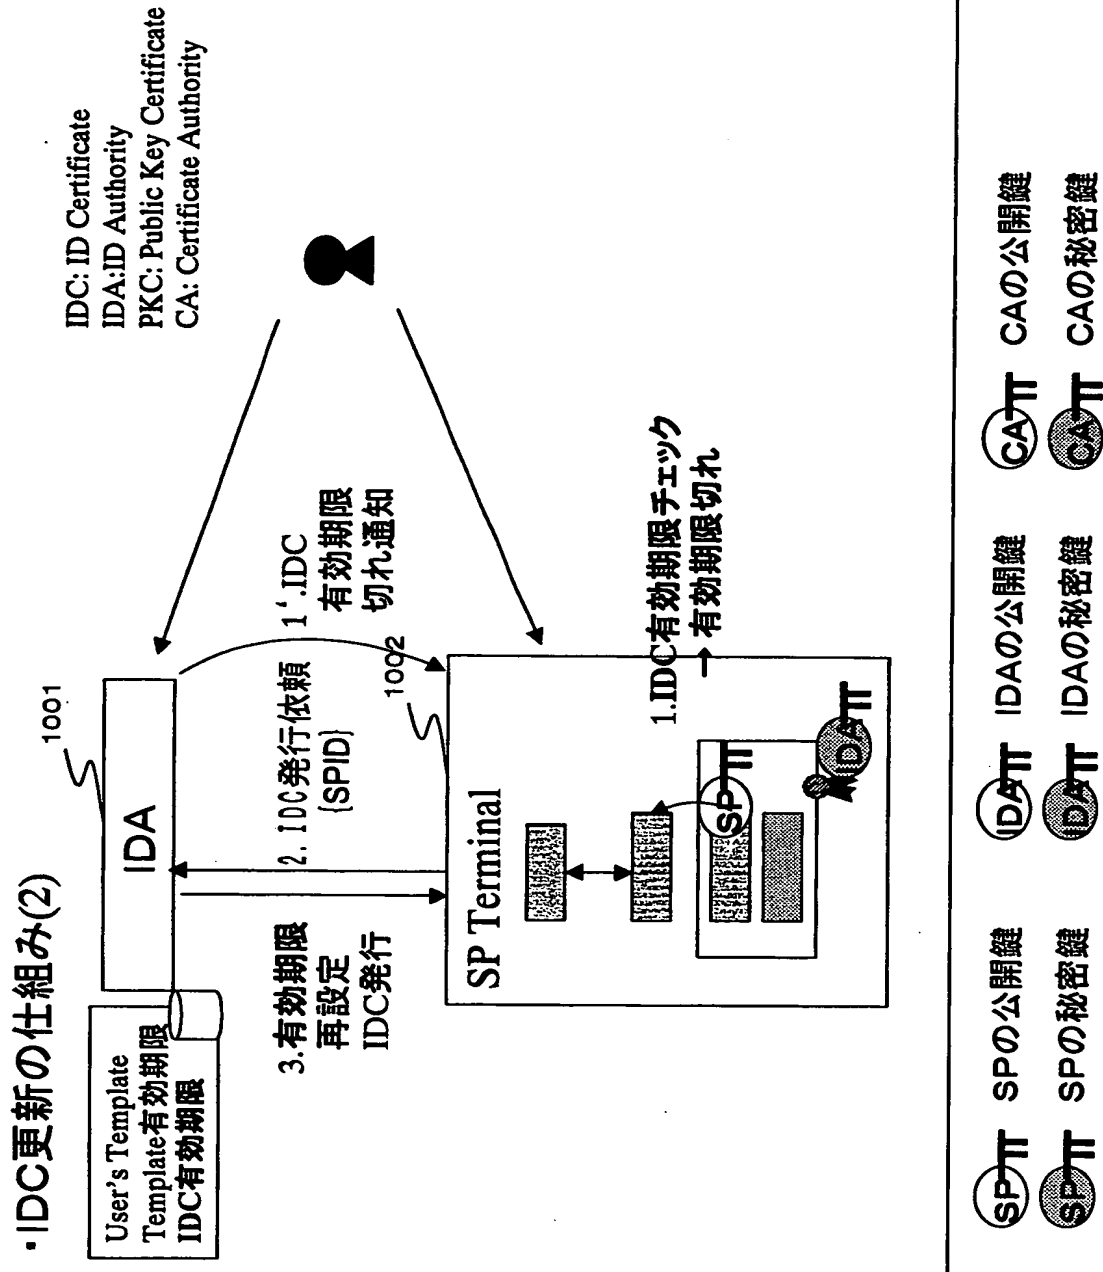 ・IDC更新の仕組み(2)
IDC: ID Certificate
IDA:ID Authority
PKC: Public Key Certificate
CA: Certificate Authority
User's Template
Template有効期限
IDC有効期限
IDA
1001
3.有効期限
再設定
IDC発行
2.IDC発行依頼
{SPID}
1'.IDC
有効期限
切れ通知
1002
SP Terminal
SP
IDA
1.IDC有効期限チェック
→ 有効期限切れ
SP SPの公開鍵
IDA IDAの公開鍵
CA CAの公開鍵
SP SPの秘密鍵
IDA IDAの秘密鍵
CA CAの秘密鍵